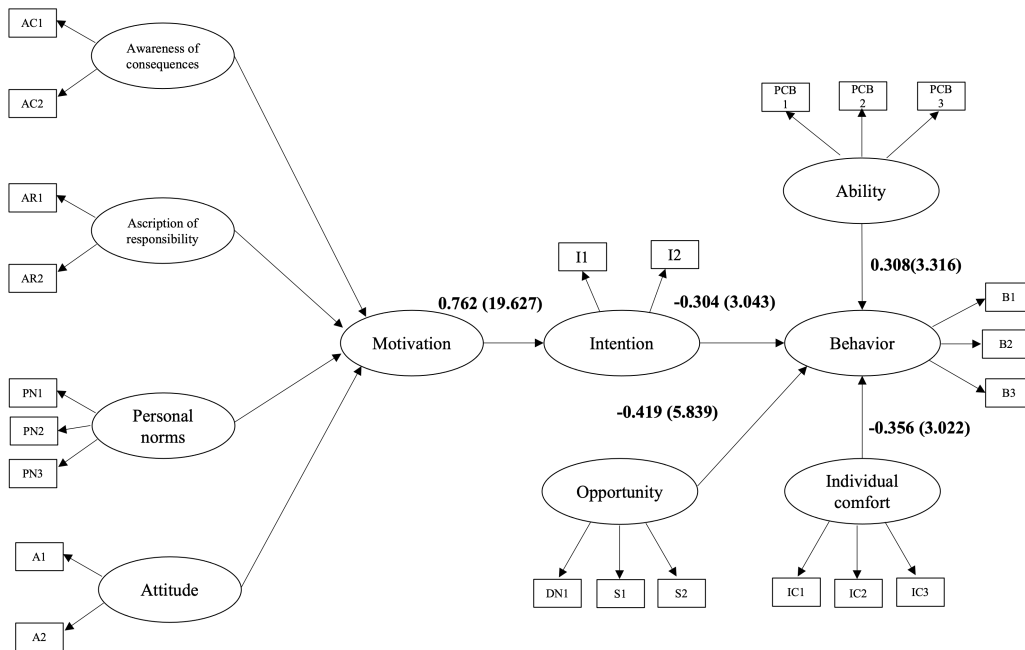 AC1
Awareness of
consequences
AC2
AR1
Ascription of
responsibility
AR2
PN1
PN2
PN3
Personal
norms
A1
Attitude
A2
Motivation
0.762 (19.627)
I1
I2
Intention
-0.304 (3.043)
PCB
1
PCB
2
PCB
3
Ability
0.308(3.316)
Behavior
B1
B2
B3
-0.419 (5.839)
-0.356 (3.022)
Opportunity
DN1
S1
S2
Individual
comfort
IC1
IC2
IC3